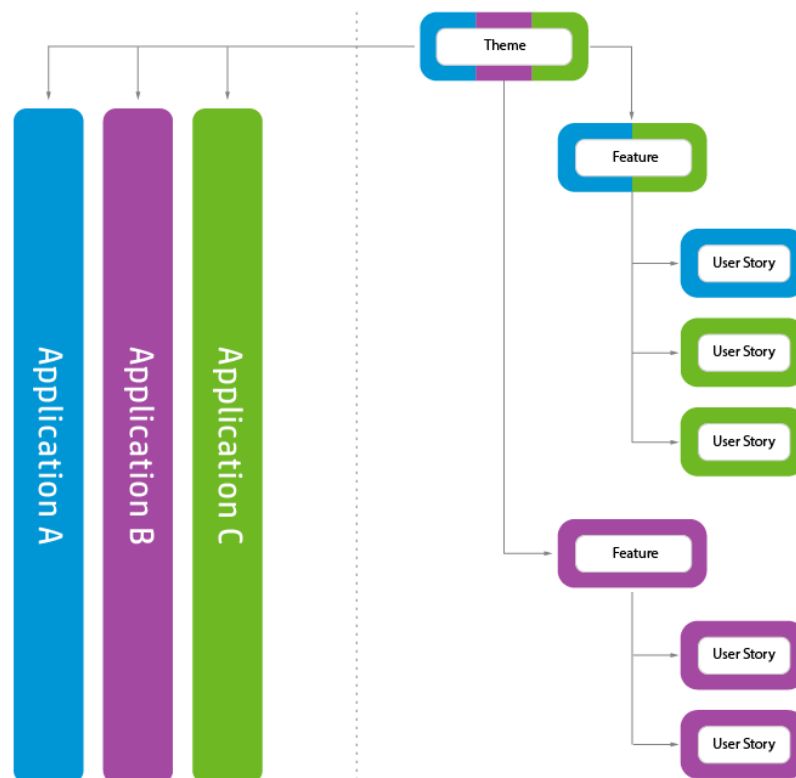 Theme
Feature
User Story
User Story
User Story
Feature
User Story
User Story
Application A
Application B
Application C